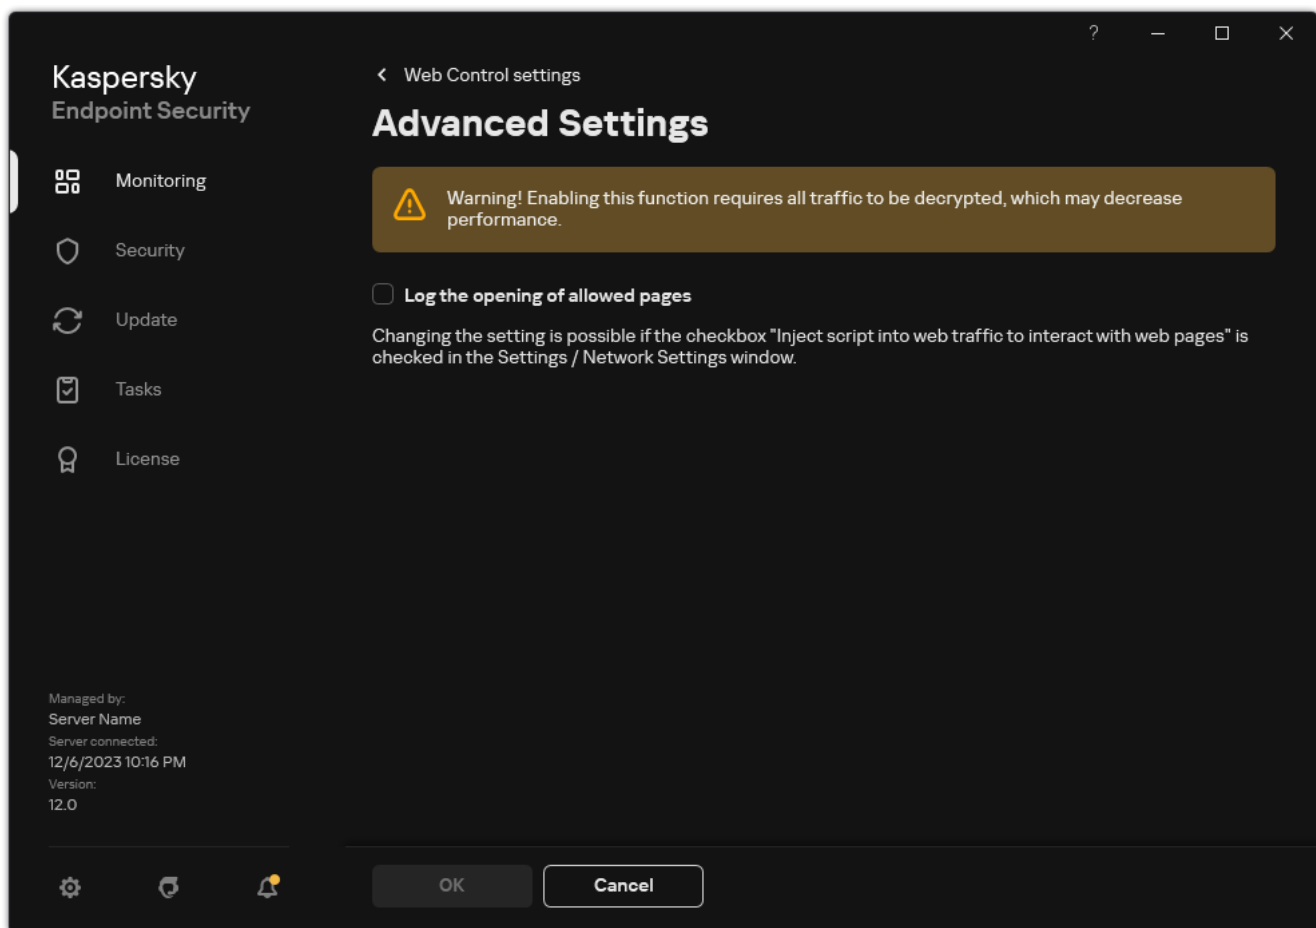 ?
Kaspersky
Endpoint Security
Monitoring
Security
Update
Tasks
License
Managed by:
Server Name
Server connected:
12/6/2023 10:16 PM
Version:
12.0
Web Control settings
Advanced Settings
Warning! Enabling this function requires all traffic to be decrypted, which may decrease
performance.
Log the opening of allowed pages
Changing the setting is possible if the checkbox "Inject script into web traffic to interact with web pages" is
checked in the Settings / Network Settings window.
OK
Cancel